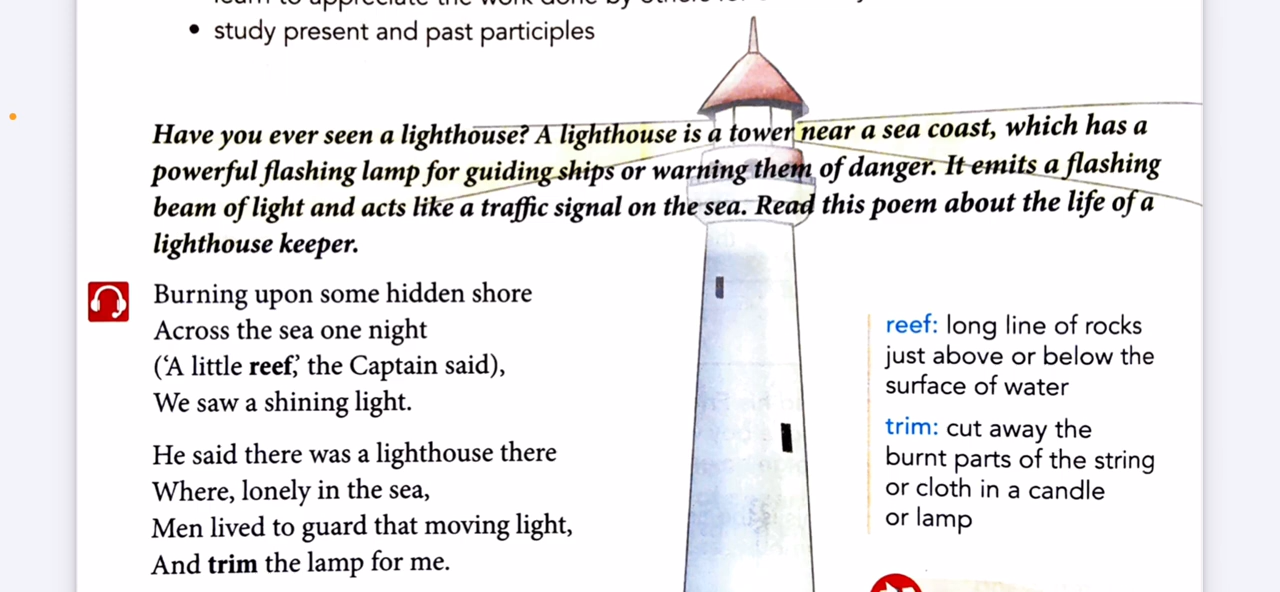 • study present and past participles
Have you ever seen a lighthouse? A lighthouse is a tower near a sea coast, which has a
powerful flashing lamp for guiding ships or warning them of danger. It emits a flashing
beam of light and acts like a traffic signal on the sea. Read this poem about the life of a
lighthouse keeper.
Burning upon some hidden shore
Across the sea one night
(‘A little reef,’ the Captain said),
We saw a shining light.
He said there was a lighthouse there
Where, lonely in the sea,
Men lived to guard that moving light,
And trim the lamp for me.
reef: long line of rocks
just above or below the
surface of water
trim: cut away the
burnt parts of the string
or cloth in a candle
or lamp